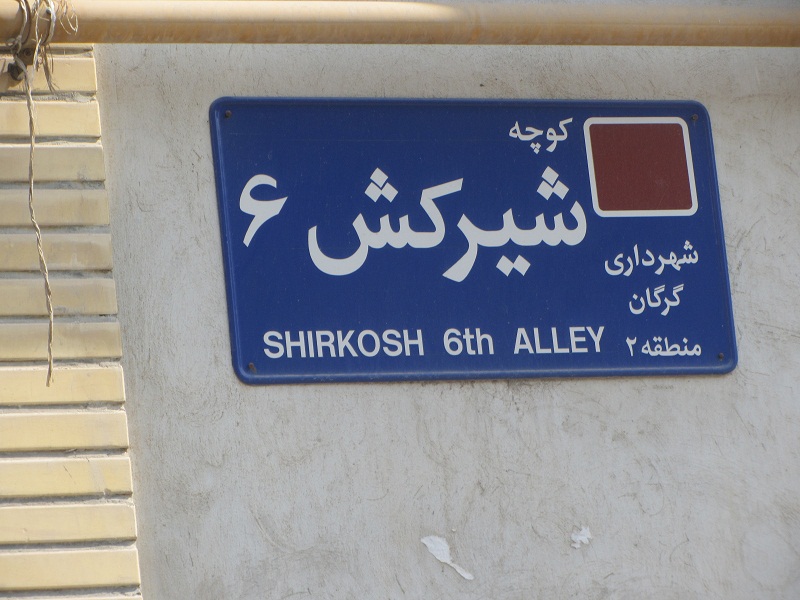 کوچه
شیرکش ۶
شهرداری
گرگان
منطقه ۲
SHIRKOSH 6th ALLEY